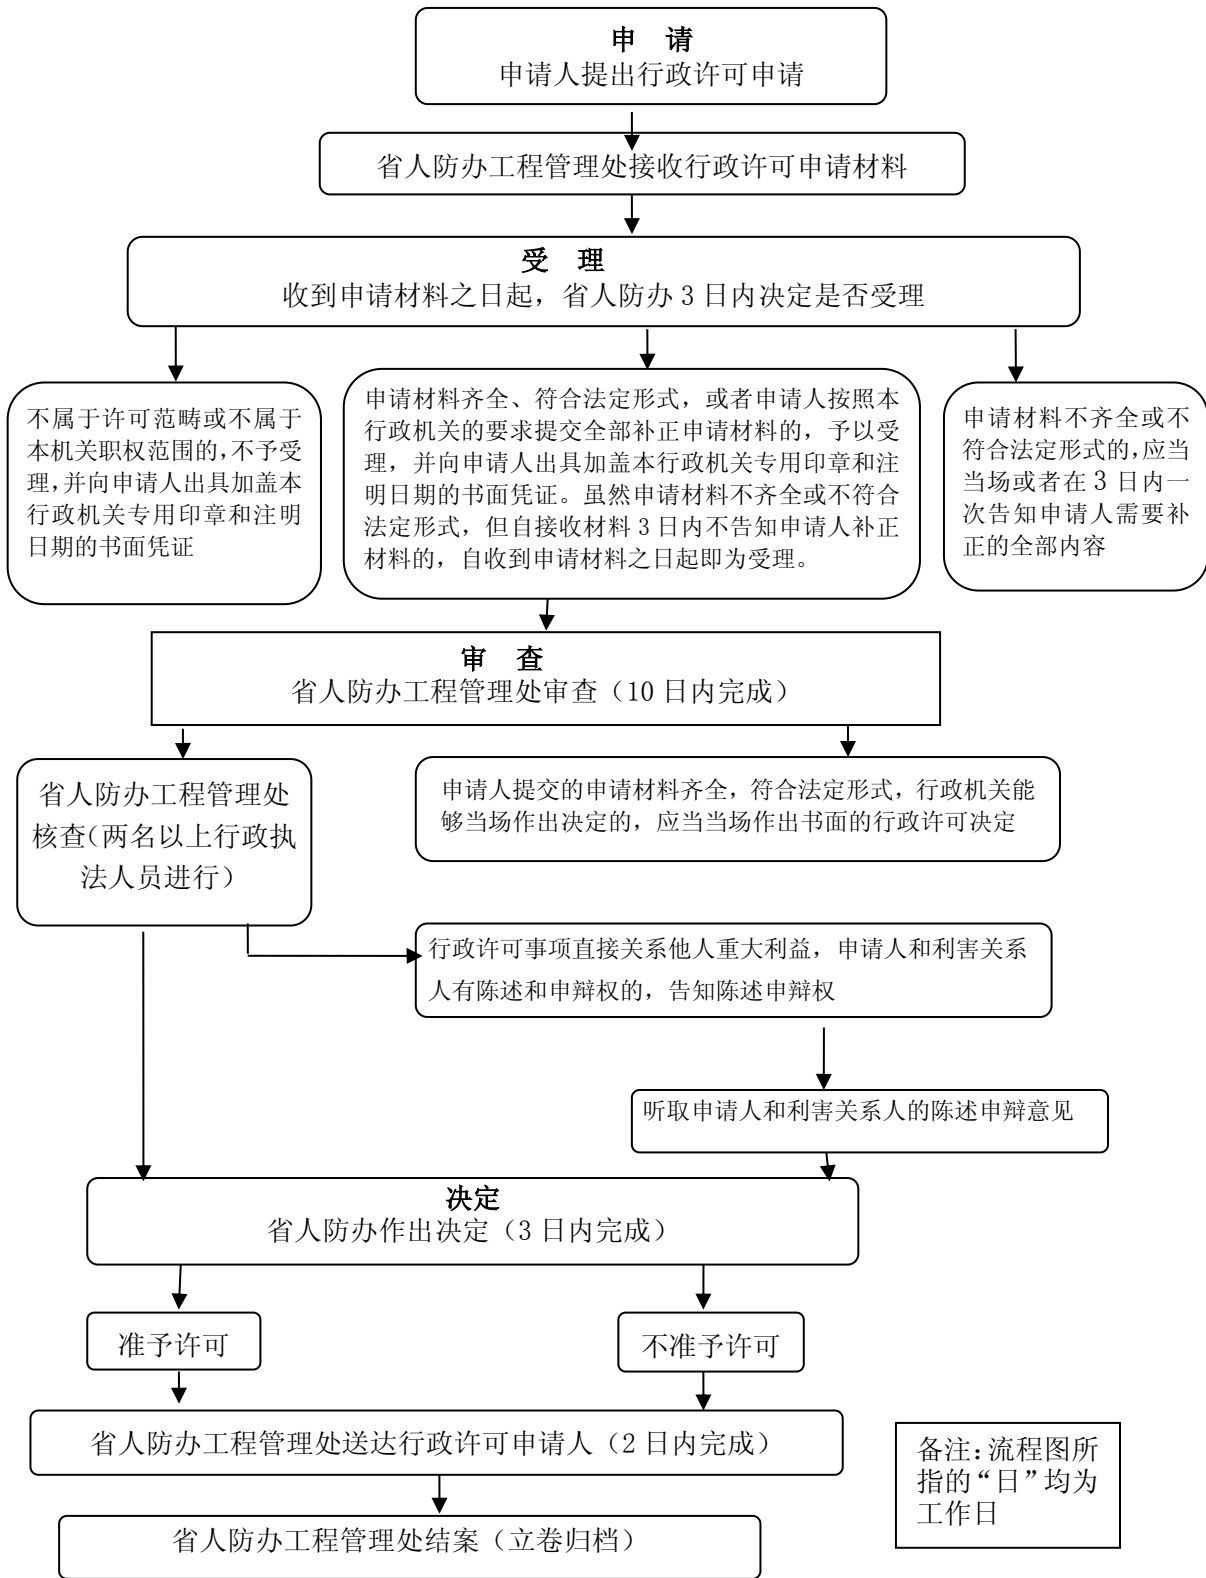 申 请
申请人提出行政许可申请
省人防办工程管理处接收行政许可申请材料
受 理
收到申请材料之日起，省人防办 3 日内决定是否受理
不属于许可范畴或不属于
本机关职权范围的，不予受
理，并向申请人出具加盖本
行政机关专用印章和注明
日期的书面凭证
申请材料齐全、符合法定形式，或者申请人按照本
行政机关的要求提交全部补正申请材料的，予以受
理，并向申请人出具加盖本行政机关专用印章和注
明日期的书面凭证。虽然申请材料不齐全或不符合
法定形式，但自接收材料 3 日内不告知申请人补正
材料的，自收到申请材料之日起即为受理。
申请材料不齐全或不
符合法定形式的，应当
当场或者在 3 日内一
次告知申请人需要补
正的全部内容
审 查
省人防办工程管理处审查（10 日内完成）
省人防办工程管理处
核查（两名以上行政执
法人员进行）
申请人提交的申请材料齐全，符合法定形式，行政机关能
够当场作出决定的，应当当场作出书面的行政许可决定
行政许可事项直接关系他人重大利益，申请人和利害关系
人有陈述和申辩权的，告知陈述申辩权
听取申请人和利害关系人的陈述申辩意见
决定
省人防办作出决定（3 日内完成）
准予许可
不准予许可
省人防办工程管理处送达行政许可申请人（2 日内完成）
省人防办工程管理处结案（立卷归档）
备注：流程图所
指的“日”均为
工作日